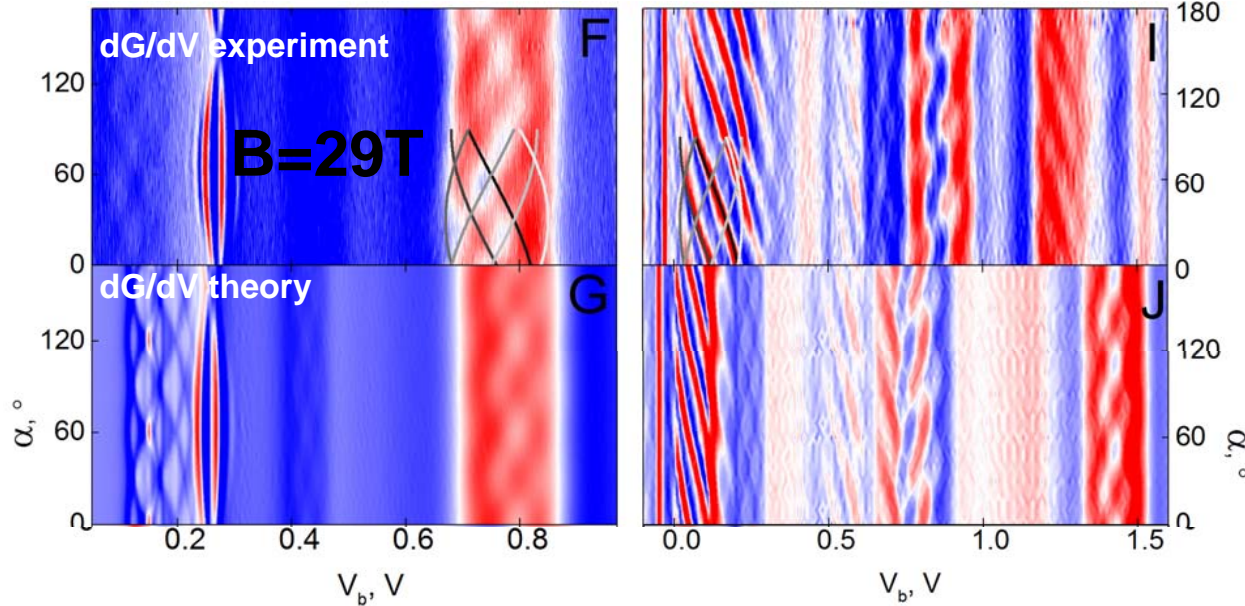 dG/dV experiment
F
B=29T
120
60
0
dG/dV theory
G
120
60
0
α, °
0.2
0.4
0.6
0.8
V_b, V
I
180
120
60
0
J
120
60
0
α, °
0.0
0.5
1.0
1.5
V_b, V